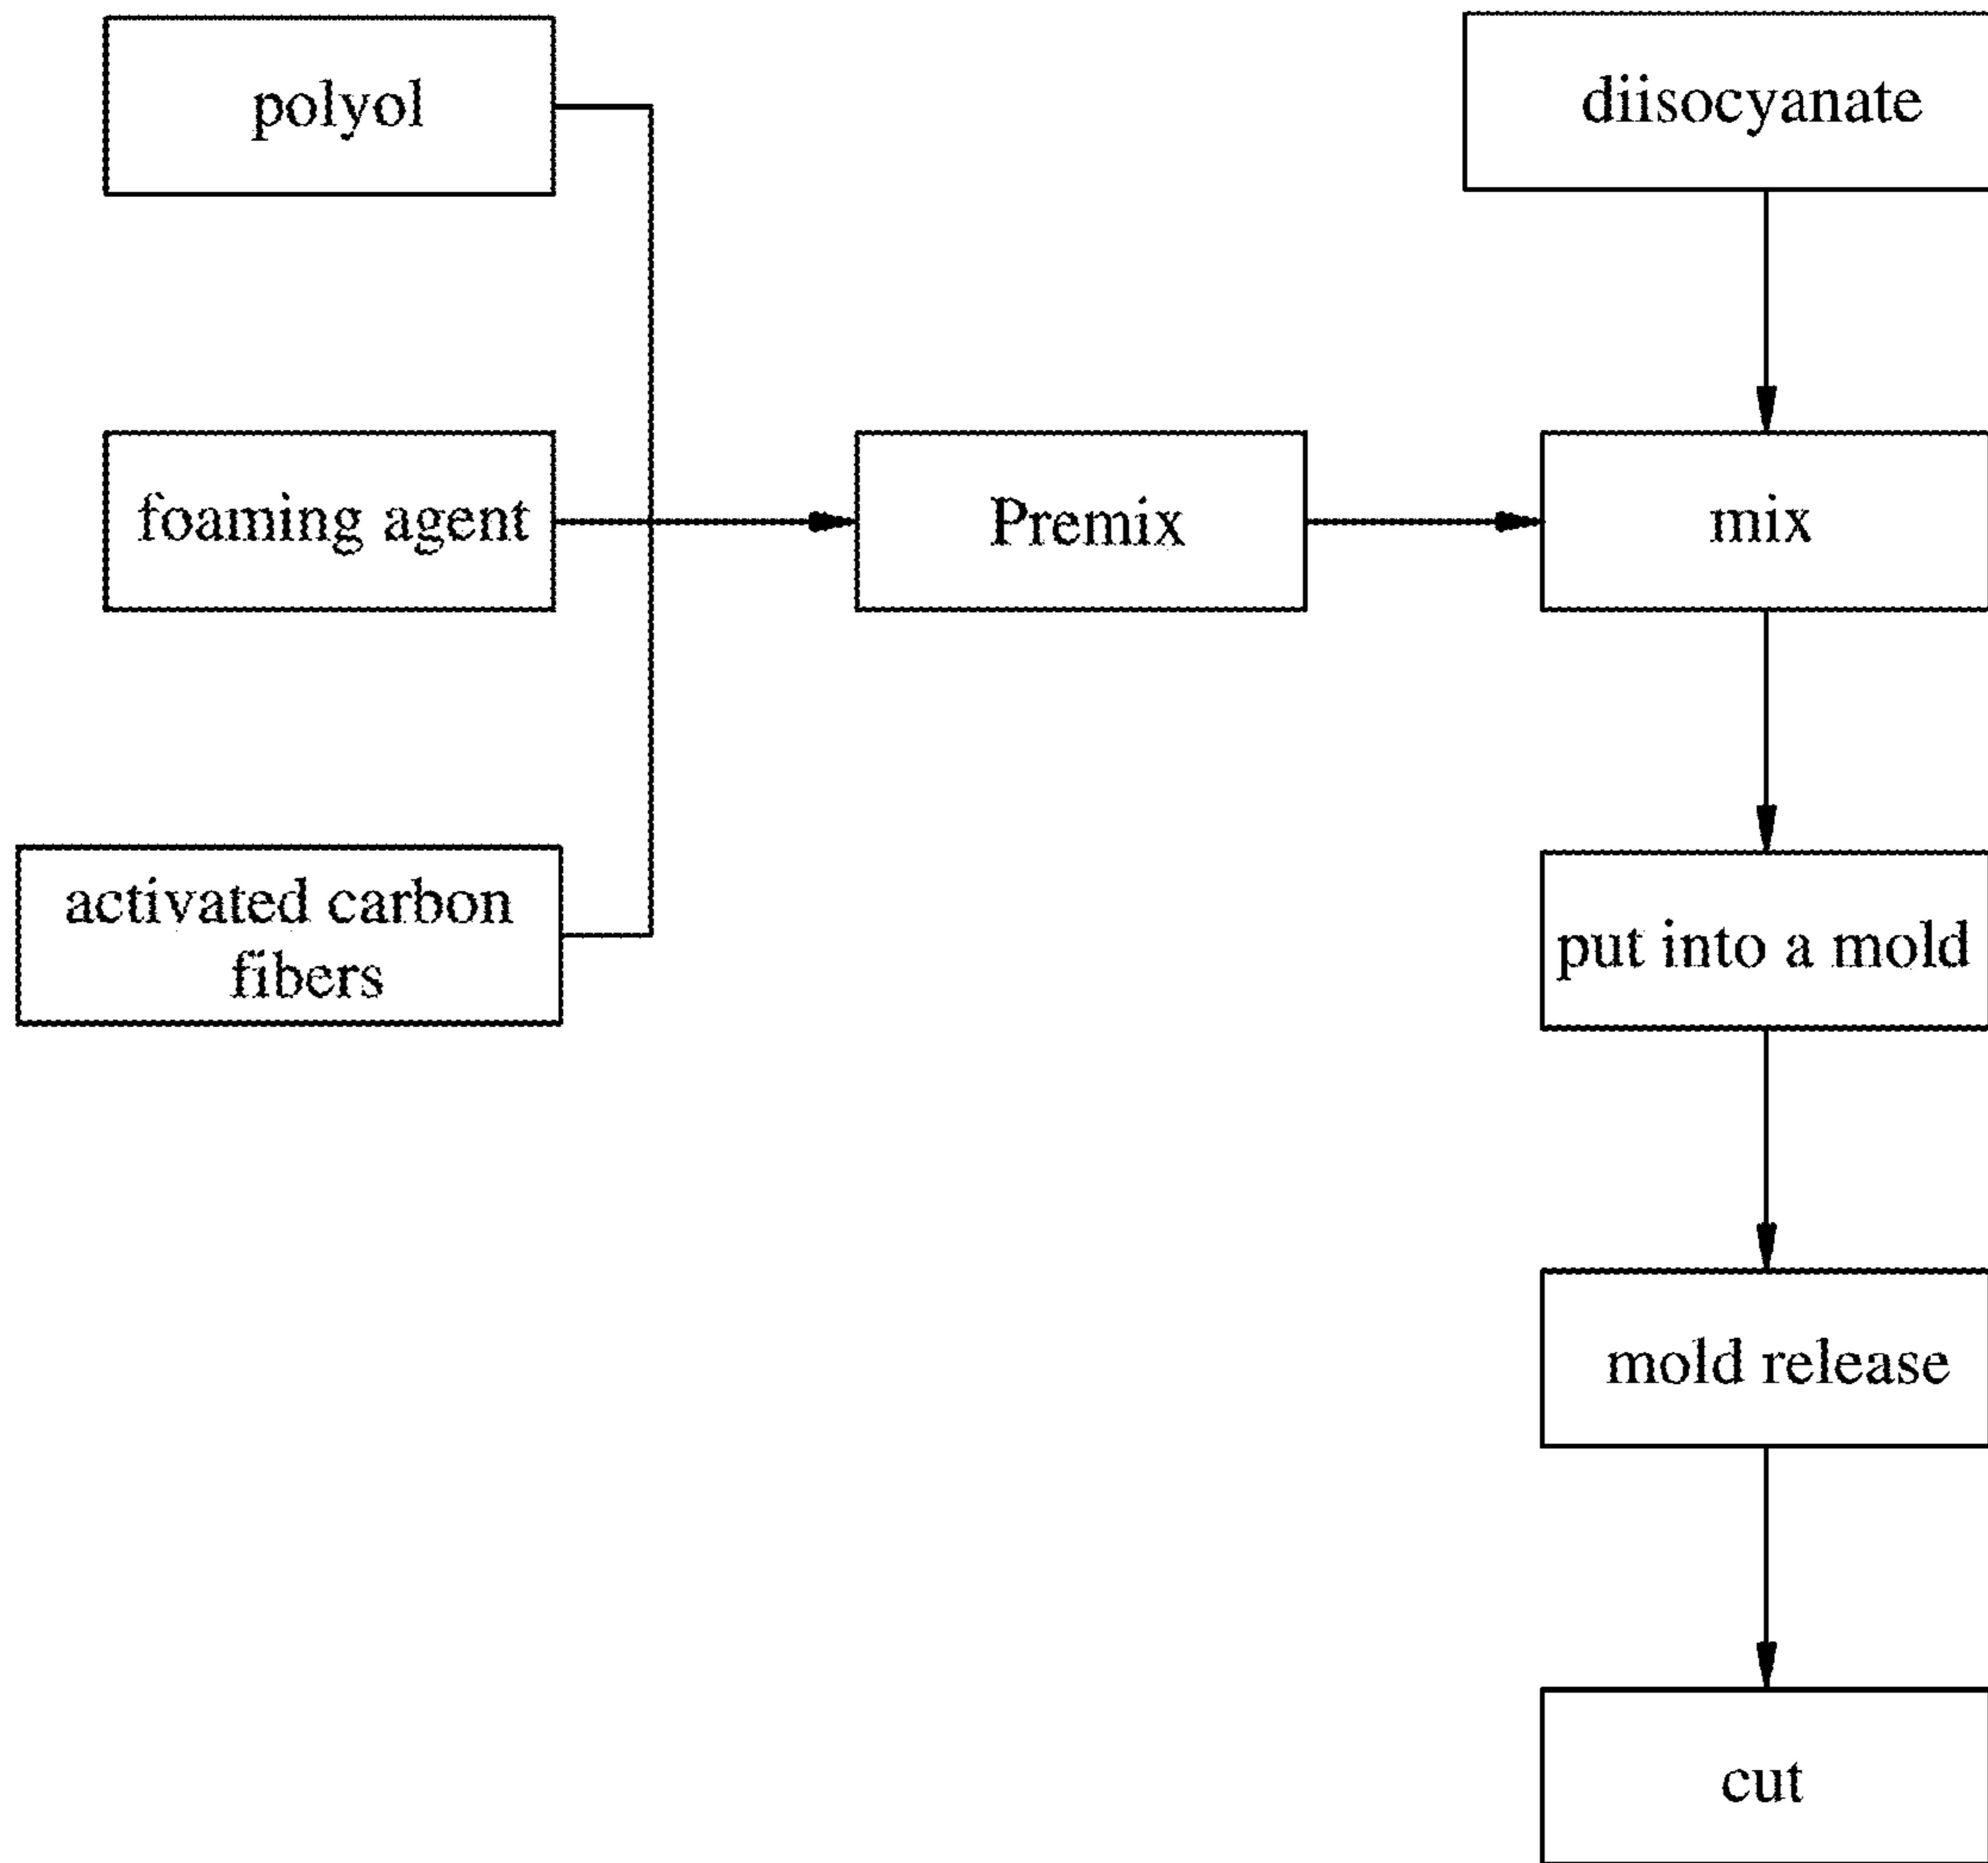 polyol
diisocyanate
foaming agent
Premix
mix
activated carbon
fibers
put into a mold
mold release
cut